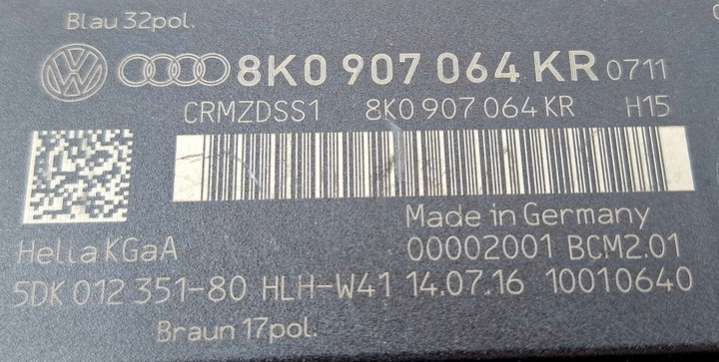 Blau 32pol.
8K0 907 064 KR 0711
CRMZDSS1 8K0 907 064 KR H15
Made in Germany
Hella KGaA 00002001 BCM2.01
5DK 012 351-80 HLH-W41 14.07.16 10010640
Braun 17pol.